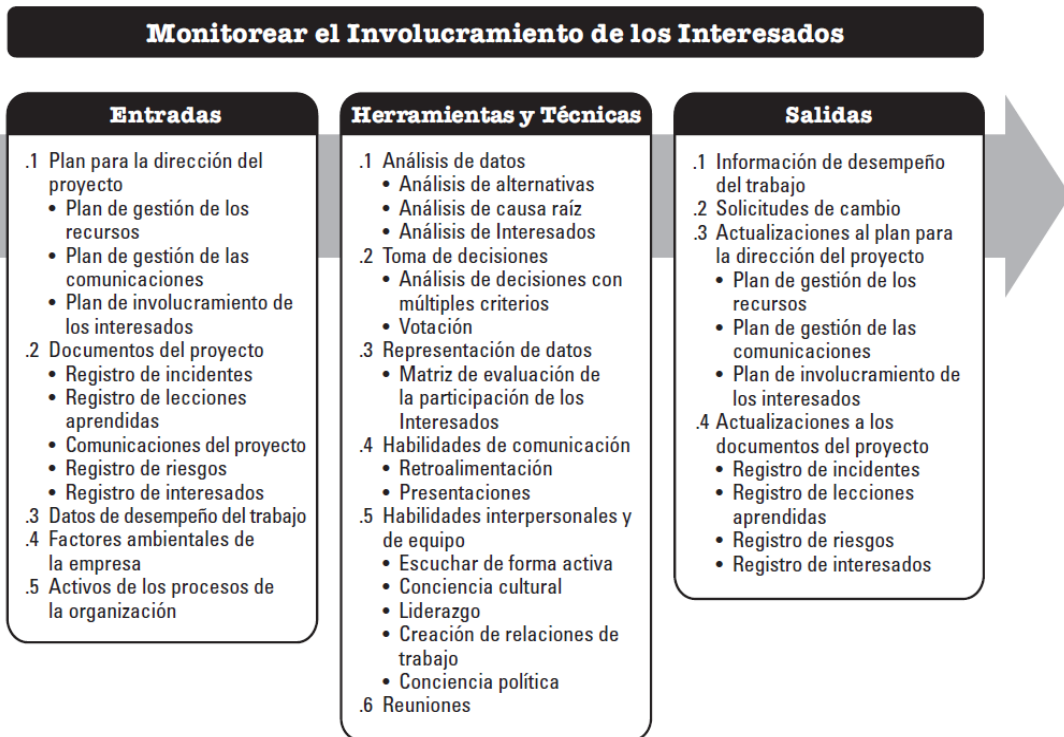 Monitorear el Involucramiento de los Interesados
Entradas
.1 Plan para la dirección del
proyecto
• Plan de gestión de los
recursos
• Plan de gestión de las
comunicaciones
• Plan de involucramiento de
los interesados
.2 Documentos del proyecto
• Registro de incidentes
• Registro de lecciones
aprendidas
• Comunicaciones del proyecto
• Registro de riesgos
• Registro de interesados
.3 Datos de desempeño del trabajo
.4 Factores ambientales de
la empresa
.5 Activos de los procesos de
la organización
Herramientas y Técnicas
.1 Análisis de datos
• Análisis de alternativas
• Análisis de causa raíz
• Análisis de Interesados
.2 Toma de decisiones
• Análisis de decisiones con
múltiples criterios
• Votación
.3 Representación de datos
• Matriz de evaluación de
la participación de los
Interesados
.4 Habilidades de comunicación
• Retroalimentación
• Presentaciones
.5 Habilidades interpersonales y
de equipo
• Escuchar de forma activa
• Conciencia cultural
• Liderazgo
• Creación de relaciones de
trabajo
• Conciencia política
.6 Reuniones
Salidas
.1 Información de desempeño
del trabajo
.2 Solicitudes de cambio
.3 Actualizaciones al plan para
la dirección del proyecto
• Plan de gestión de los
recursos
• Plan de gestión de las
comunicaciones
• Plan de involucramiento de
los interesados
.4 Actualizaciones a los
documentos del proyecto
• Registro de incidentes
• Registro de lecciones
aprendidas
• Registro de riesgos
• Registro de interesados